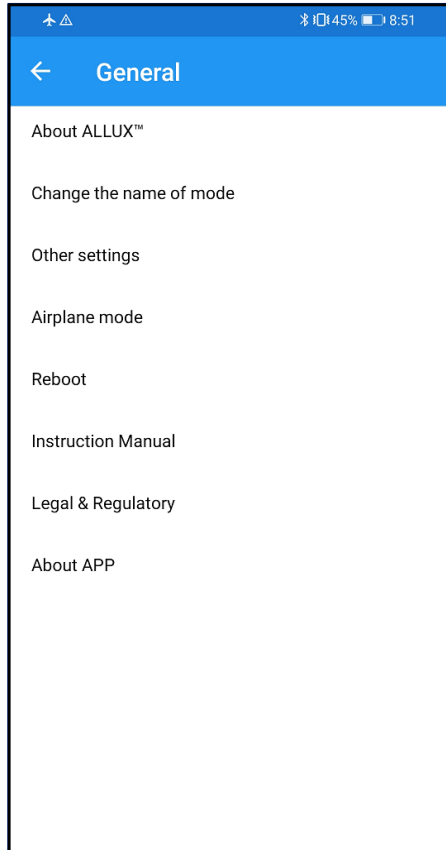 45% 8:51
General
About ALLUX™
Change the name of mode
Other settings
Airplane mode
Reboot
Instruction Manual
Legal & Regulatory
About APP